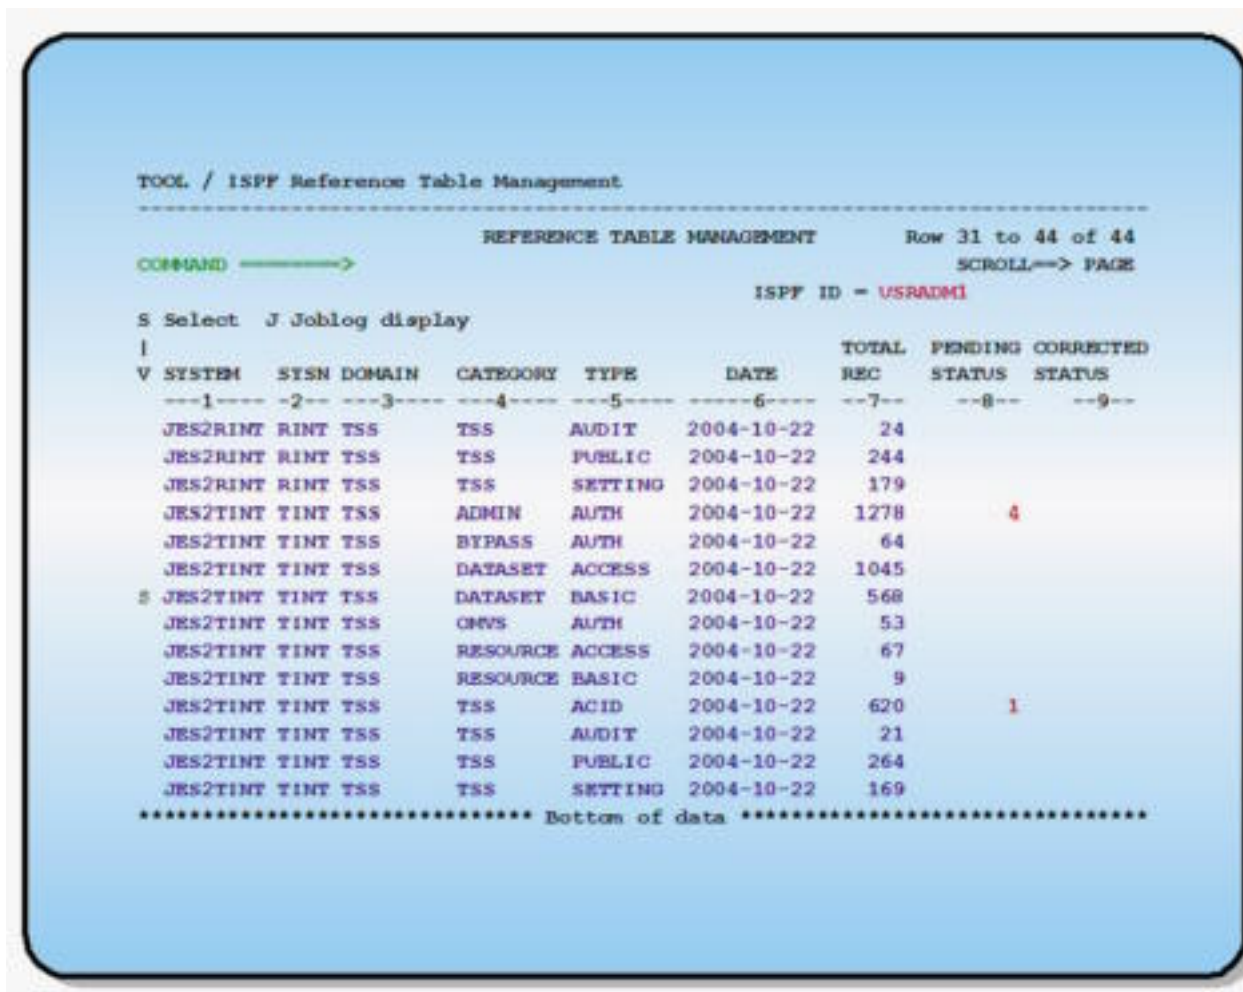 TOOL / ISPF Reference Table Management
--------------------------------------------------------------------------------
REFERENCE TABLE MANAGEMENT Row 31 to 44 of 44
COMMAND ========> SCROLL==> PAGE
ISPF ID = USRADM1
S Select J Joblog display
| TOTAL PENDING CORRECTED
V SYSTEM SYSN DOMAIN CATEGORY TYPE DATE REC STATUS STATUS
---1---- -2-- ---3---- ---4---- ---5---- -----6---- --7-- --8-- --9--
JES2RINT RINT TSS TSS AUDIT 2004-10-22 24
JES2RINT RINT TSS TSS PUBLIC 2004-10-22 244
JES2RINT RINT TSS TSS SETTING 2004-10-22 179
JES2TINT TINT TSS ADMIN AUTH 2004-10-22 1278 4
JES2TINT TINT TSS BYPASS AUTH 2004-10-22 64
JES2TINT TINT TSS DATASET ACCESS 2004-10-22 1045
S JES2TINT TINT TSS DATASET BASIC 2004-10-22 568
JES2TINT TINT TSS OMVS AUTH 2004-10-22 53
JES2TINT TINT TSS RESOURCE ACCESS 2004-10-22 67
JES2TINT TINT TSS RESOURCE BASIC 2004-10-22 9
JES2TINT TINT TSS TSS ACID 2004-10-22 620 1
JES2TINT TINT TSS TSS AUDIT 2004-10-22 21
JES2TINT TINT TSS TSS PUBLIC 2004-10-22 264
JES2TINT TINT TSS TSS SETTING 2004-10-22 169
******************************* Bottom of data ********************************